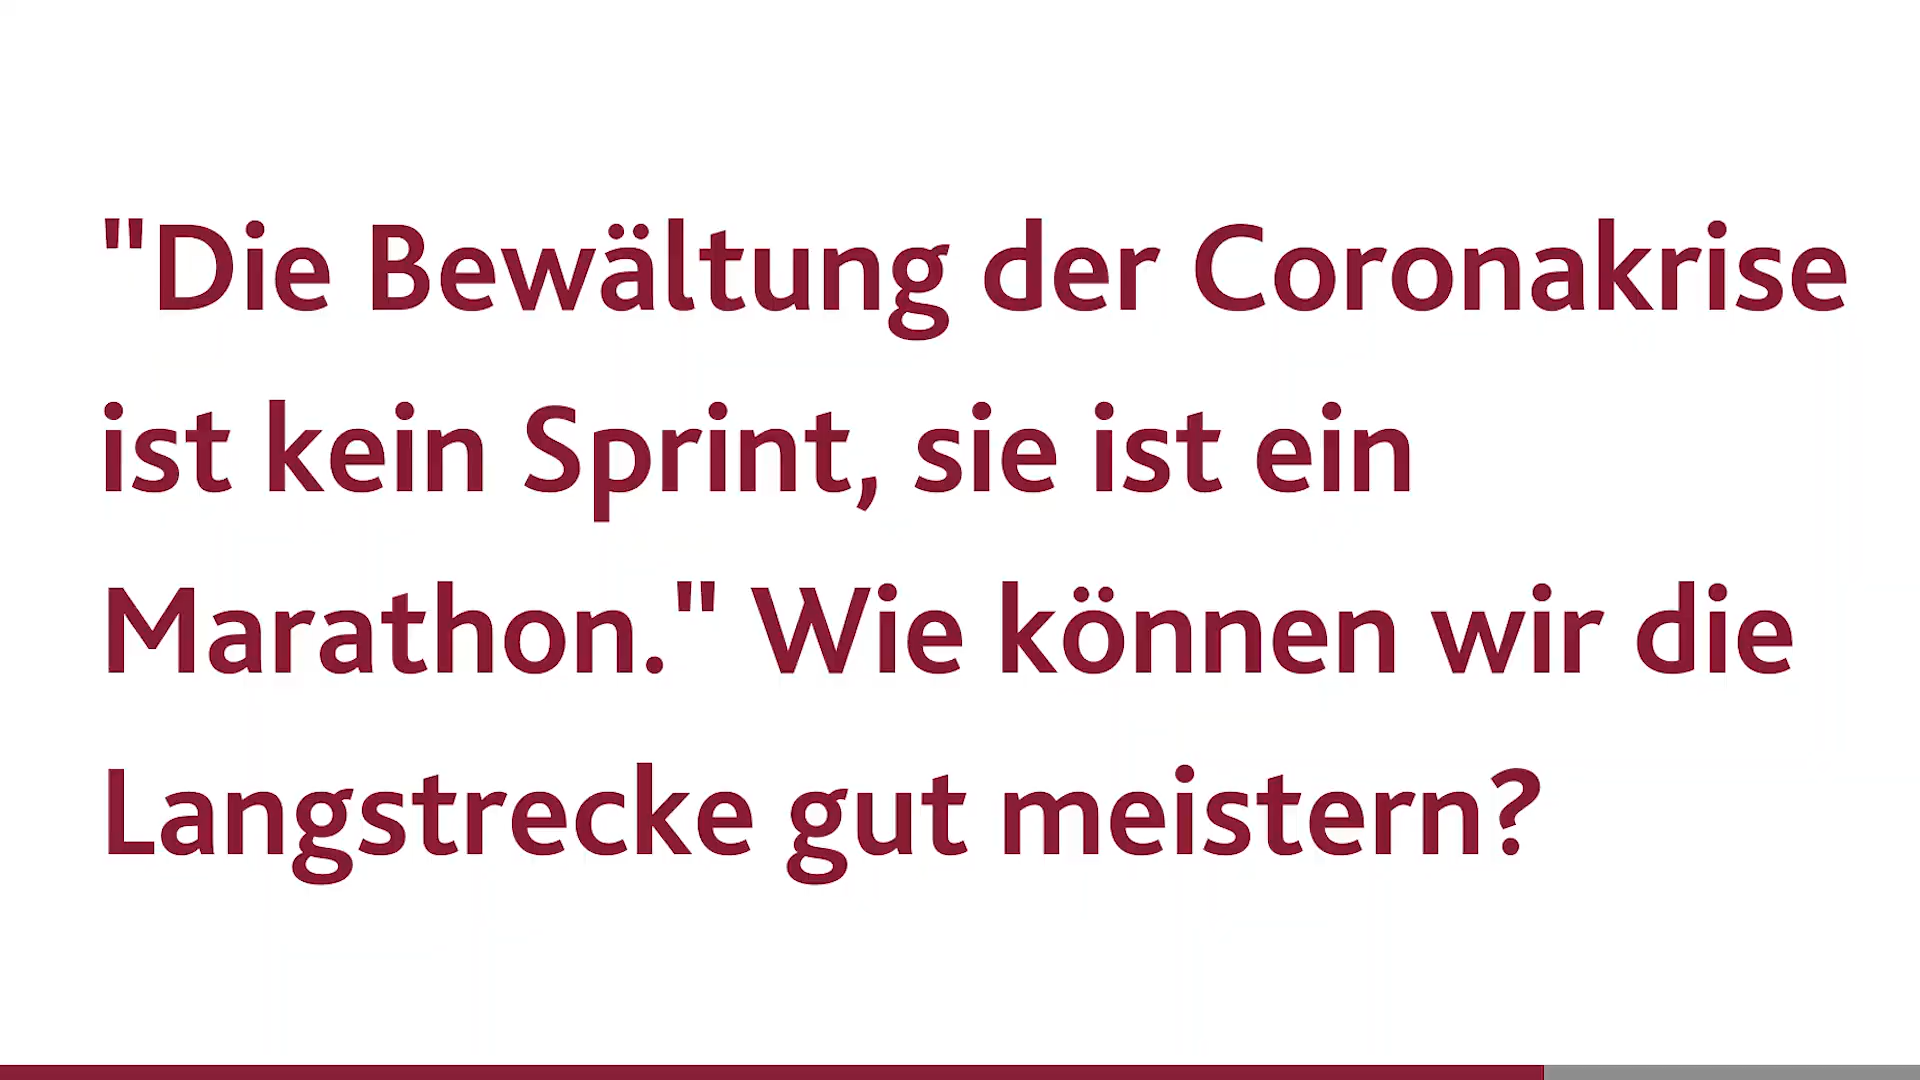 "Die Bewältung der Coronakrise
ist kein Sprint, sie ist ein
Marathon." Wie können wir die
Langstrecke gut meistern?